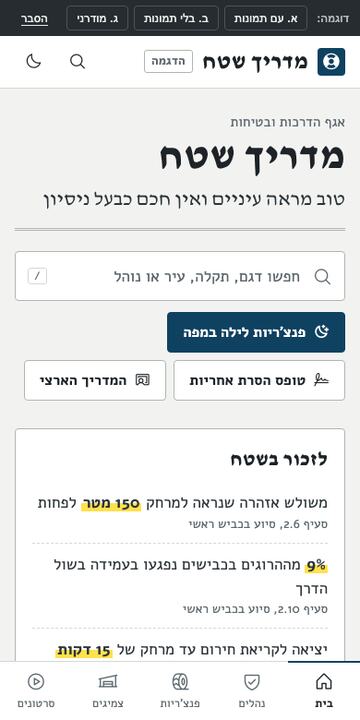 דוגמה: א. עם תמונות ב. בלי תמונות ג. מודרני הסבר
מדריך שטח הדגמה
אגף הדרכות ובטיחות
מדריך שטח
טוב מראה עיניים ואין חכם כבעל ניסיון
חפשו דגם, תקלה, עיר או נוהל /
פנצ'ריות לילה במפה
טופס הסרת אחריות המדריך הארצי
לזכור בשטח
משולש אזהרה שנראה למרחק 150 מטר לפחות
סעיף 2.6, סיוע בכביש ראשי
9% מההרוגים בכבישים נפגעו בעמידה בשול
הדרך
סעיף 2.10, סיוע בכביש ראשי
יציאה לקריאת חירום עד מרחק של 15 דקות
בית נהלים פנצ'ריות צמיגים סרטונים